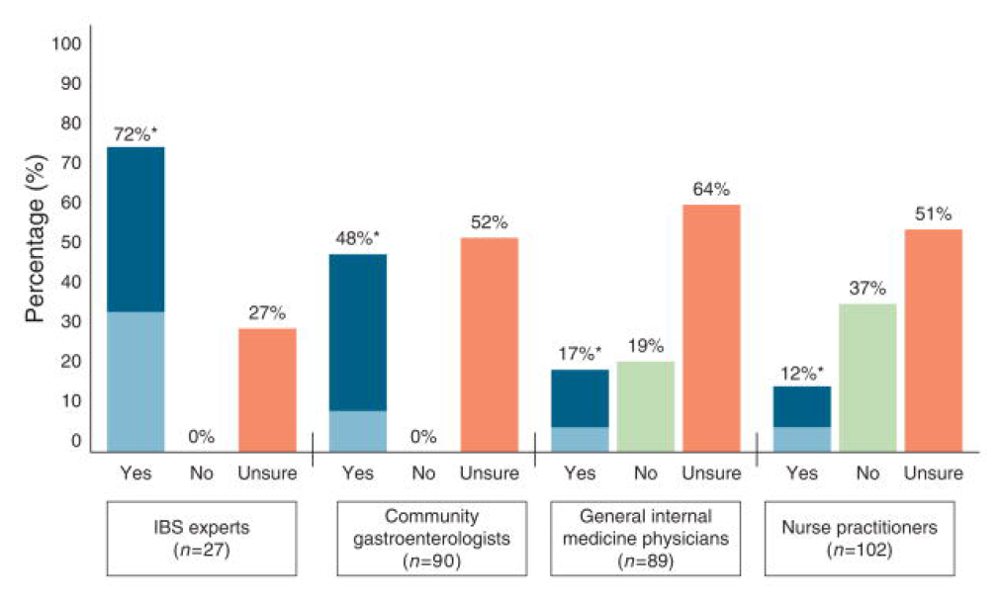 Percentage (%)
100
90
80
70
60
50
40
30
20
10
0
72%*
0%
27%
48%*
0%
52%
17%*
19%
64%
12%*
37%
51%
Yes No Unsure Yes No Unsure Yes No Unsure Yes No Unsure
IBS experts
(n=27)
Community
gastroenterologists
(n=90)
General internal
medicine physicians
(n=89)
Nurse practitioners
(n=102)